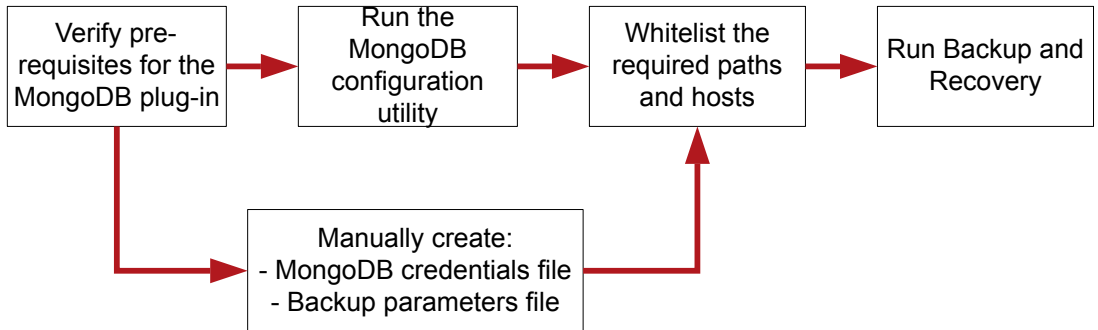 Verify pre-
requisites for the
MongoDB plug-in
Run the
MongoDB
configuration
utility
Whitelist the
required paths
and hosts
Run Backup and
Recovery
Manually create:
- MongoDB credentials file
- Backup parameters file